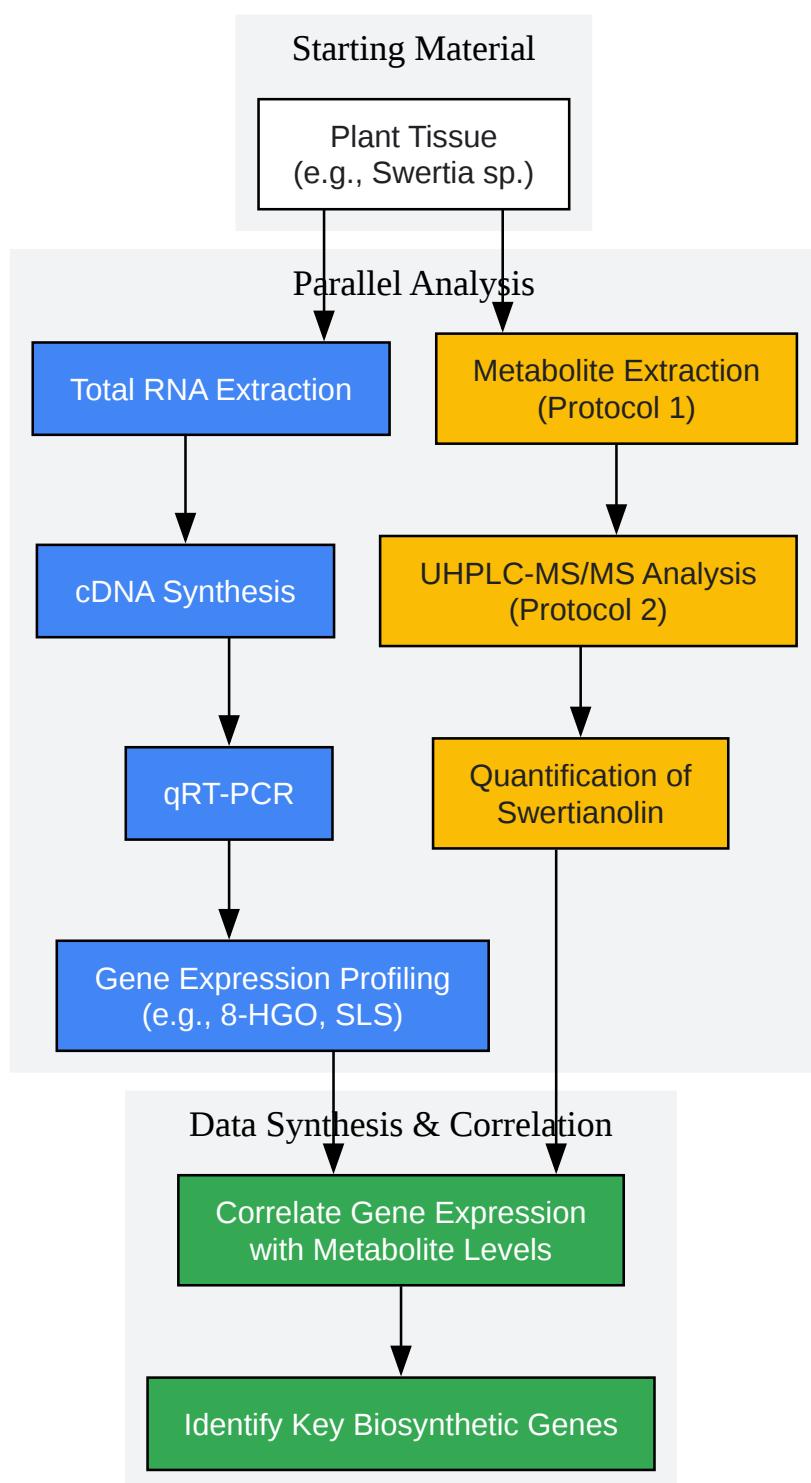 Starting Material
Plant Tissue
(e.g., Swertia sp.)
Parallel Analysis
Total RNA Extraction
cDNA Synthesis
qRT-PCR
Gene Expression Profiling
(e.g., 8-HGO, SLS)
Metabolite Extraction
(Protocol 1)
UHPLC-MS/MS Analysis
(Protocol 2)
Quantification of
Swertianolin
Data Synthesis & Correlation
Correlate Gene Expression
with Metabolite Levels
Identify Key Biosynthetic Genes